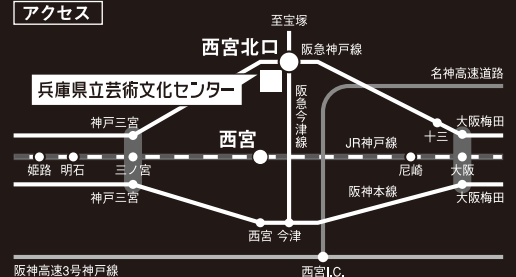 アクセス
至宝塚
西宮北口
阪急神戸線
名神高速道路
兵庫県立芸術文化センター
阪急今津線
神戸三宮
大阪梅田
十三
西宮
JR神戸線
姫路
明石
三ノ宮
尼崎
大阪
神戸三宮
阪神本線
大阪梅田
西宮
今津
阪神高速3号神戸線
西宮I.C.